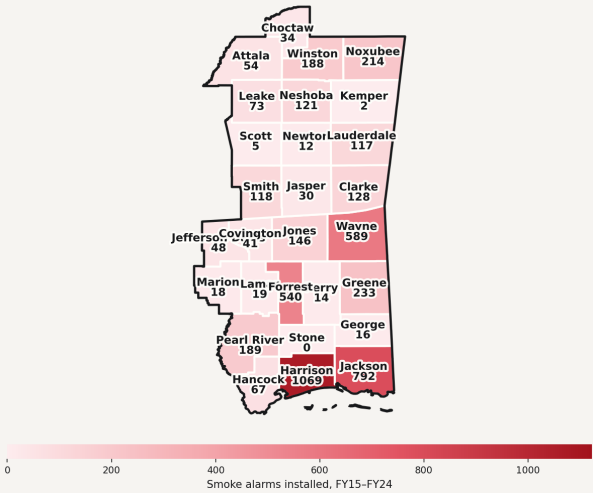 Choctaw
34
Attala
54
Winston
188
Noxubee
214
Leake
73
Neshoba
121
Kemper
2
Scott
5
Newton
12
Lauderdale
117
Smith
118
Jasper
30
Clarke
128
Jefferson
48
Covington
41
Jones
146
Wayne
589
Marion
18
Lam
19
Forrest
540
erry
14
Greene
233
George
16
Pearl River
189
Stone
0
Hancock
67
Harrison
1069
Jackson
792
0 200 400 600 800 1000
Smoke alarms installed, FY15–FY24